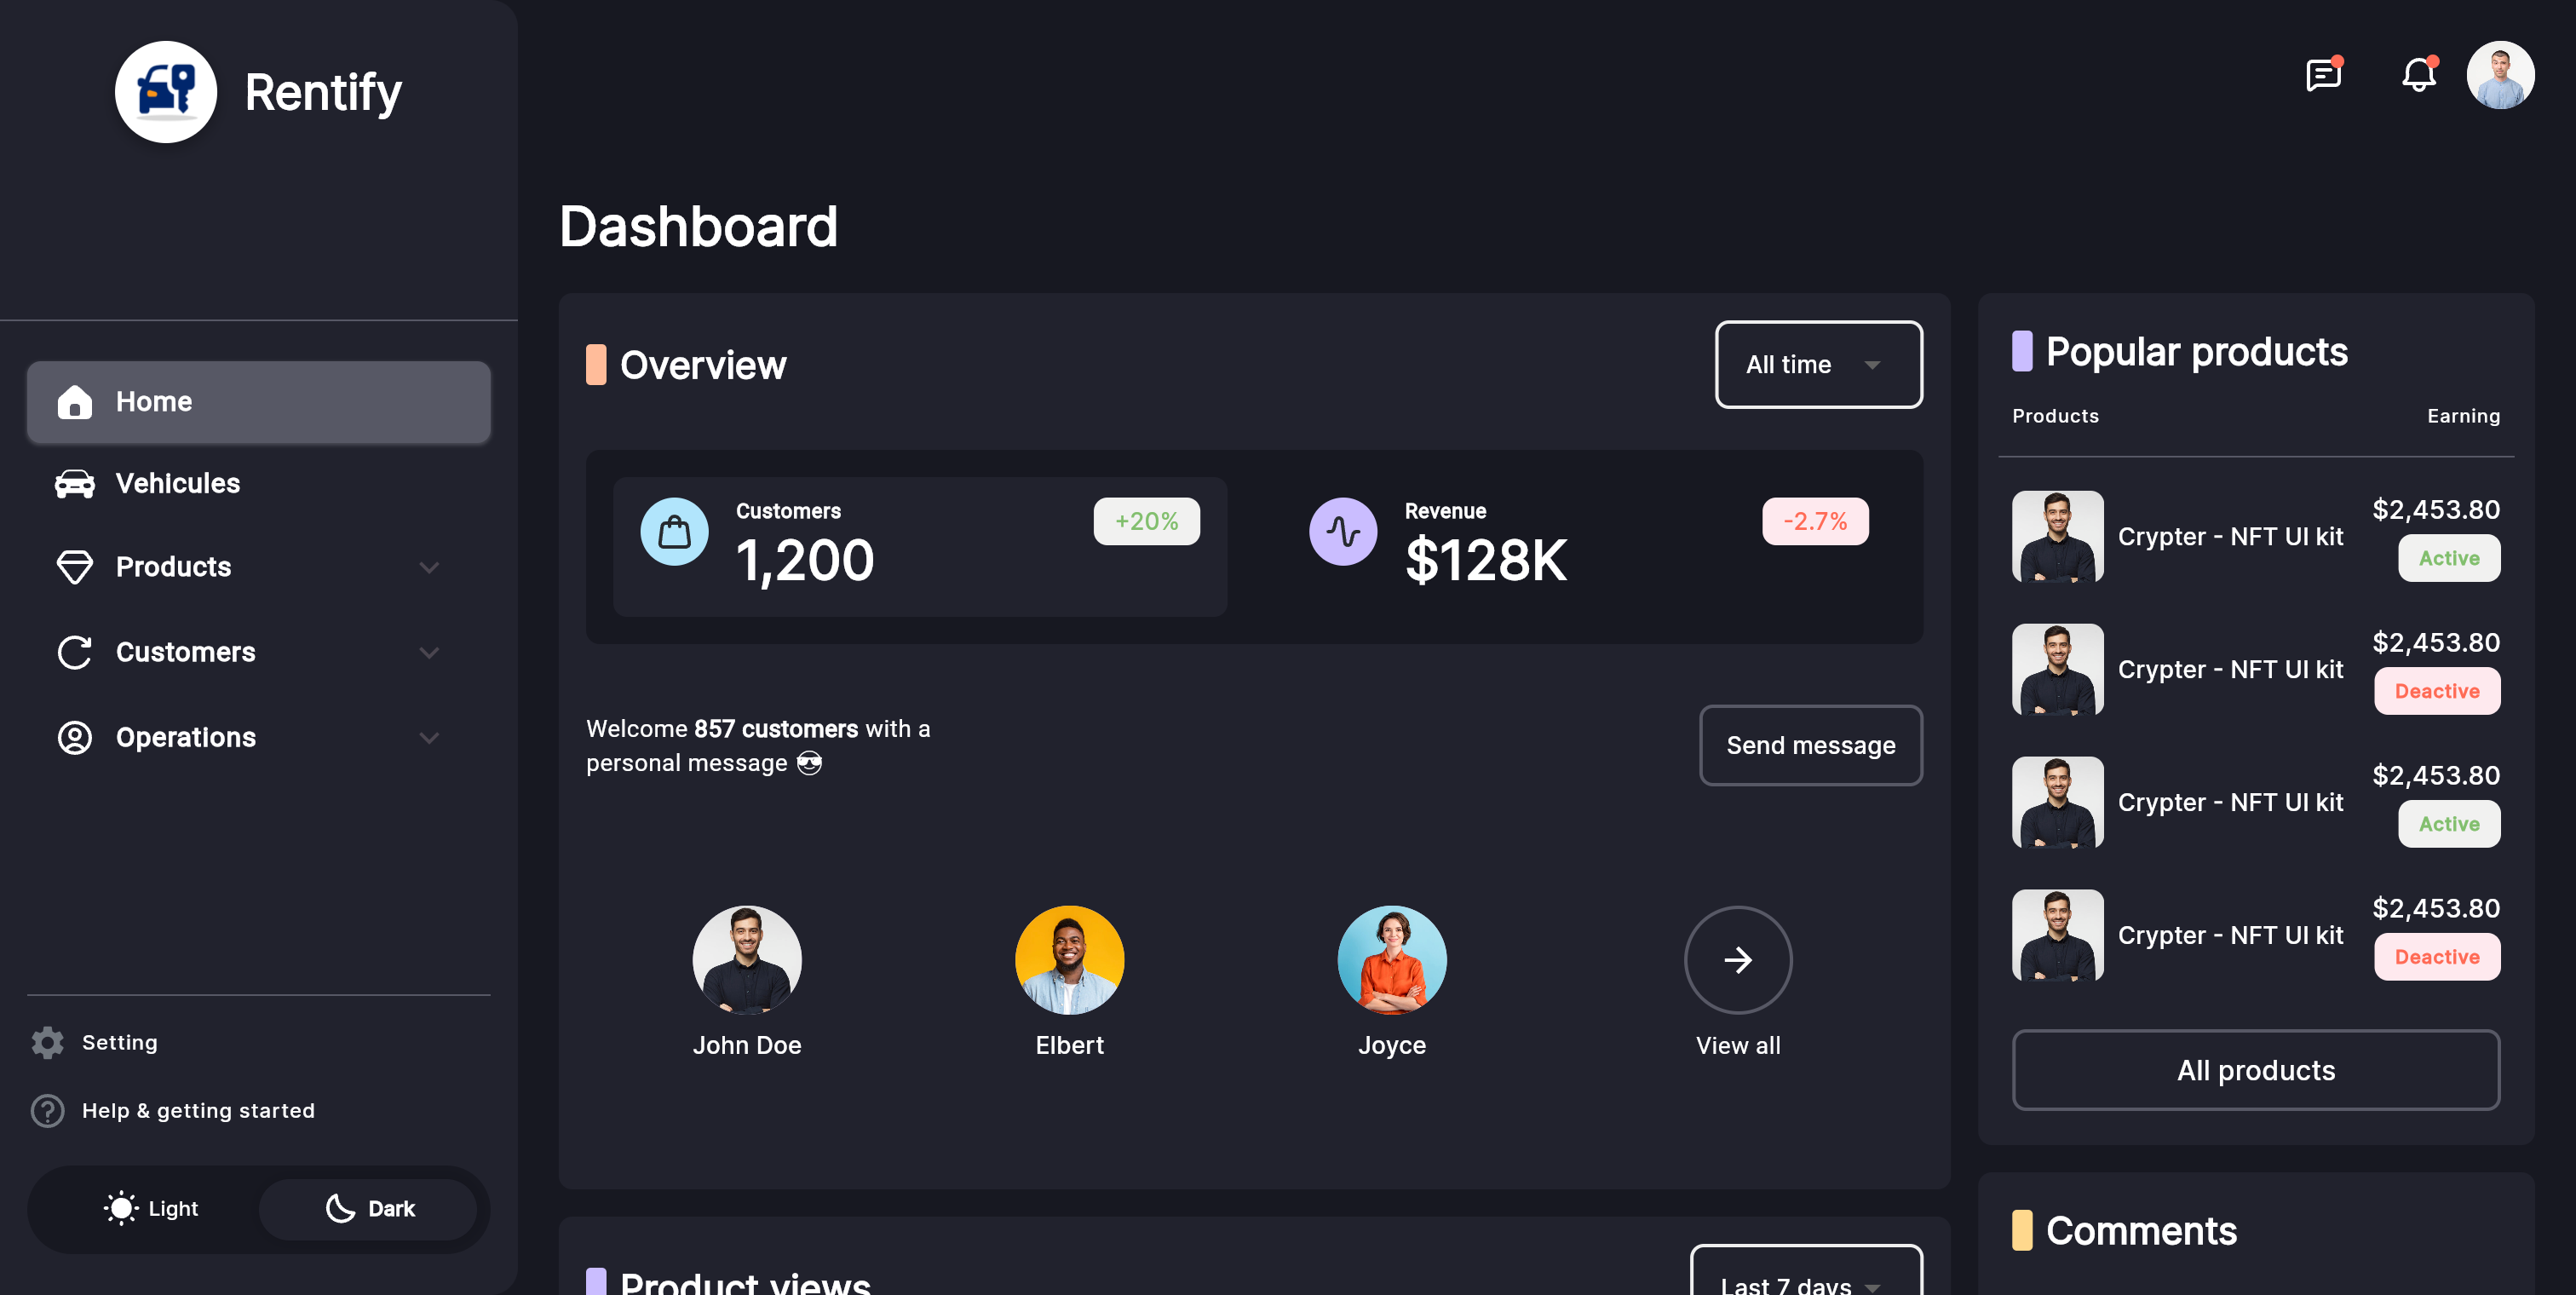 Rentify
Home
Vehicules
Products
Customers
Operations
Setting
Help & getting started
Light
Dark
Dashboard
Overview
All time
Customers
1,200
+20%
Revenue
$128K
-2.7%
Welcome 857 customers with a
personal message 😎
Send message
John Doe
Elbert
Joyce
View all
Product views
Last 7 days
Popular products
Products
Earning
Crypter - NFT UI kit
$2,453.80
Active
Crypter - NFT UI kit
$2,453.80
Deactive
Crypter - NFT UI kit
$2,453.80
Active
Crypter - NFT UI kit
$2,453.80
Deactive
All products
Comments